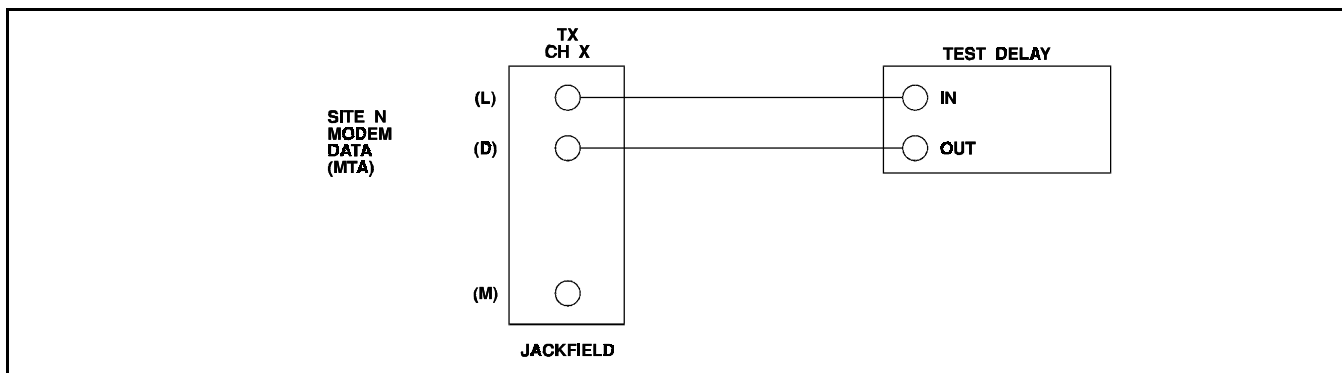 TX
CH X
TEST DELAY
(L)
IN
SITE N
MODEM
DATA
(MTA)
(D)
OUT
(M)
JACKFIELD